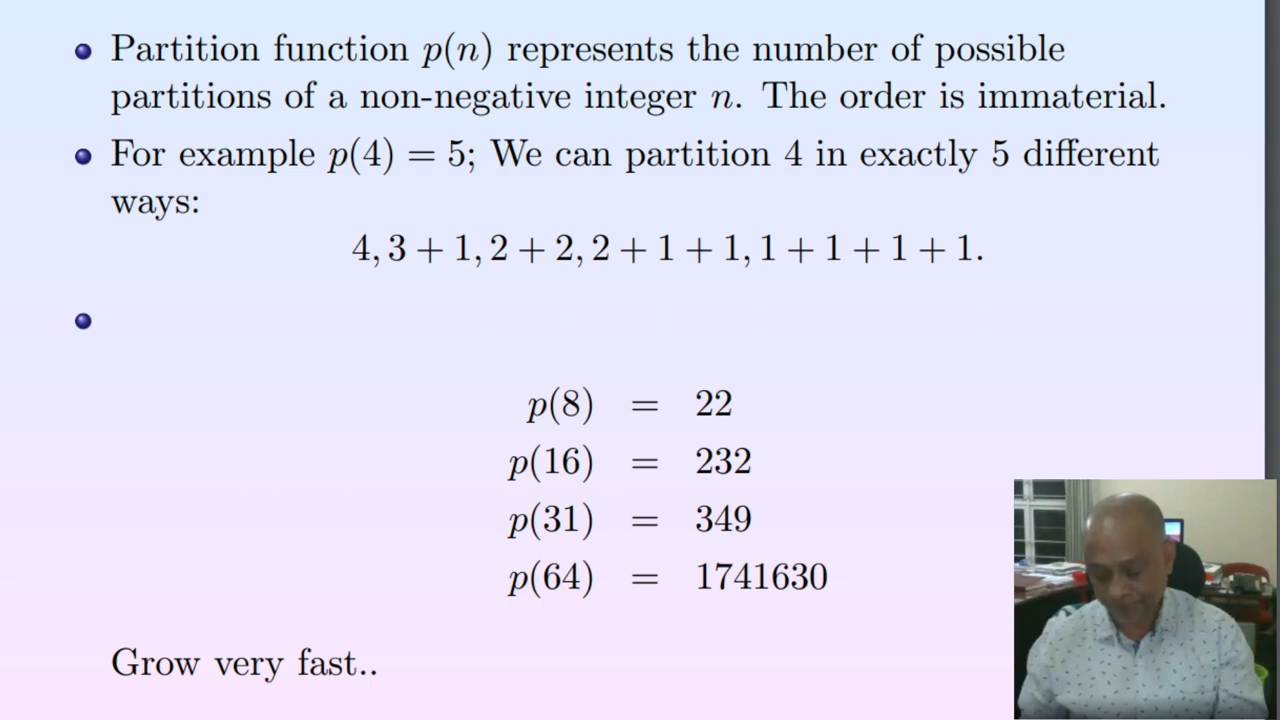 Partition function p(n) represents the number of possible
partitions of a non-negative integer n. The order is immaterial.
For example p(4) = 5; We can partition 4 in exactly 5 different
ways:
4, 3 + 1, 2 + 2, 2 + 1 + 1, 1 + 1 + 1 + 1.
p(8) = 22
p(16) = 232
p(31) = 349
p(64) = 1741630
Grow very fast..